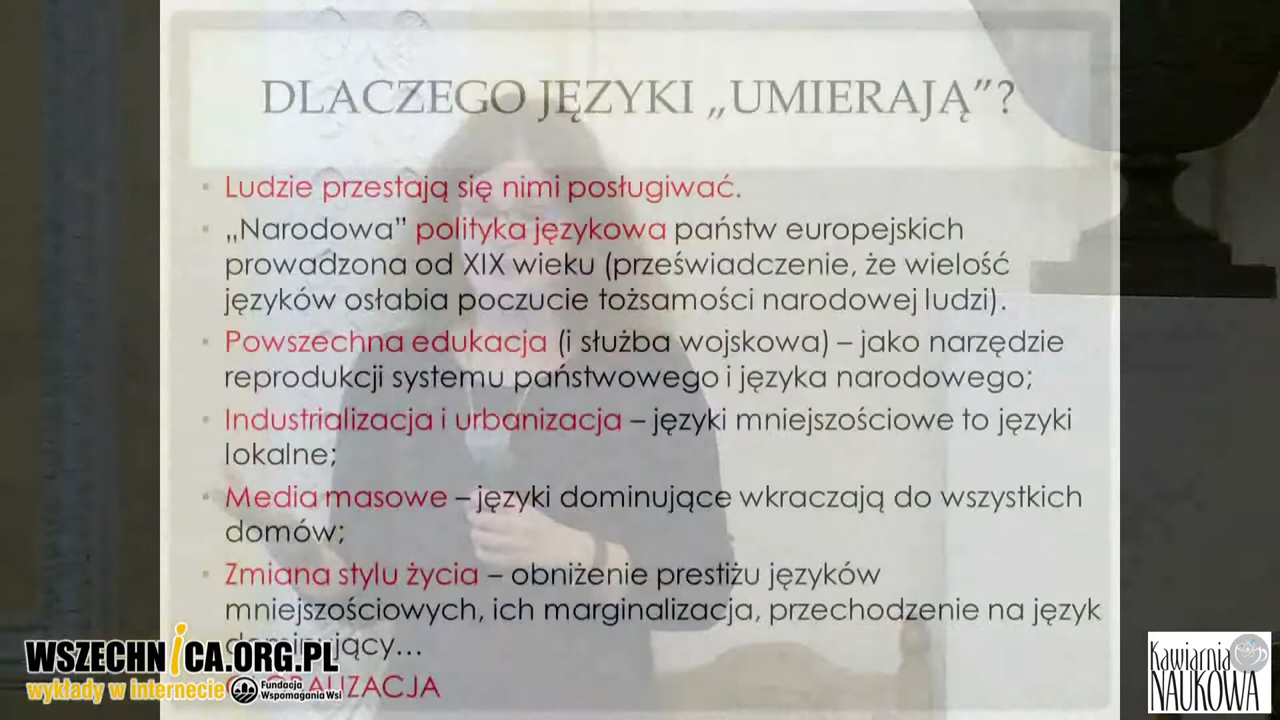 DLACZEGO JĘZYKI „UMIERAJĄ”?
Ludzie przestają się nimi posługiwać.
„Narodowa” polityka językowa państw europejskich
prowadzona od XIX wieku (przeświadczenie, że wielość
języków osłabia poczucie tożsamości narodowej ludzi).
Powszechna edukacja (i służba wojskowa) – jako narzędzie
reprodukcji systemu państwowego i języka narodowego;
Industrializacja i urbanizacja – języki mniejszościowe to języki
lokalne;
Media masowe – języki dominujące wkraczają do wszystkich
domów;
Zmiana stylu życia – obniżenie prestiżu języków
mniejszościowych, ich marginalizacja, przechodzenie na język
dominujący...
GLOBALIZACJA
WSZECHNICA.ORG.PL
wykłady w internecie
Fundacja
Wspomagania Wsi
Kawiarnia
NAUKOWA